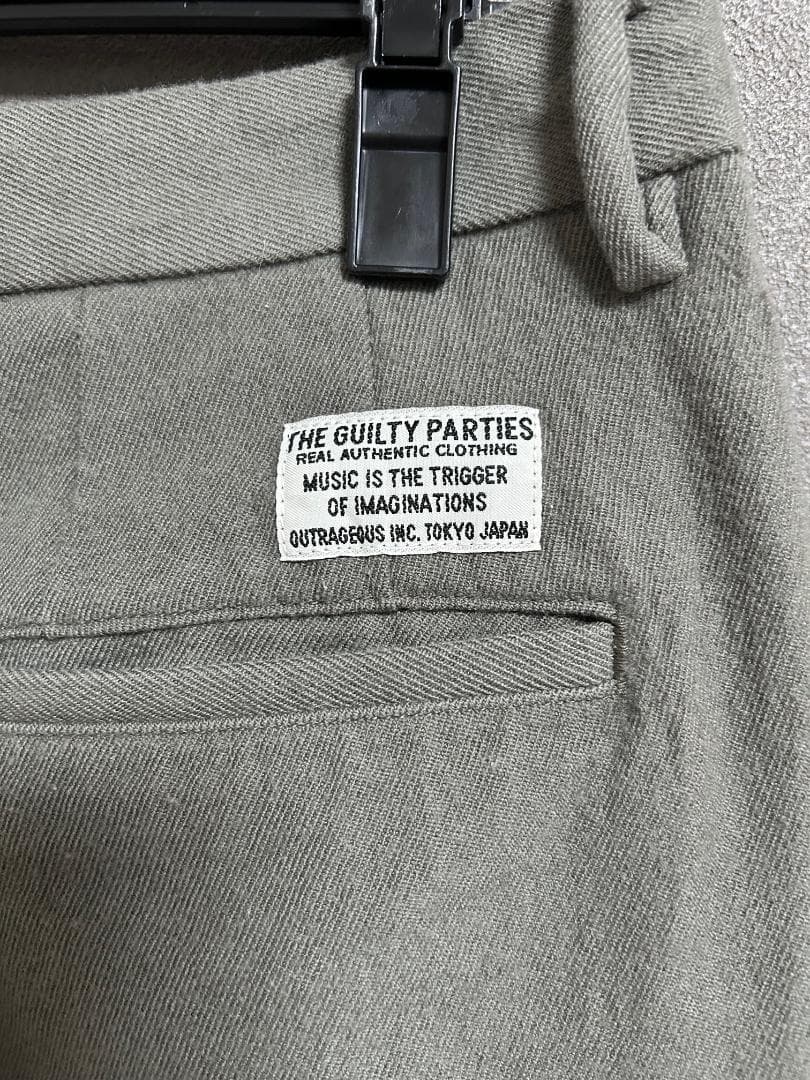 THE GUILTY PARTIES
REAL AUTHENTIC CLOTHING
MUSIC IS THE TRIGGER
OF IMAGINATIONS
OUTRAGEOUS INC. TOKYO JAPAN